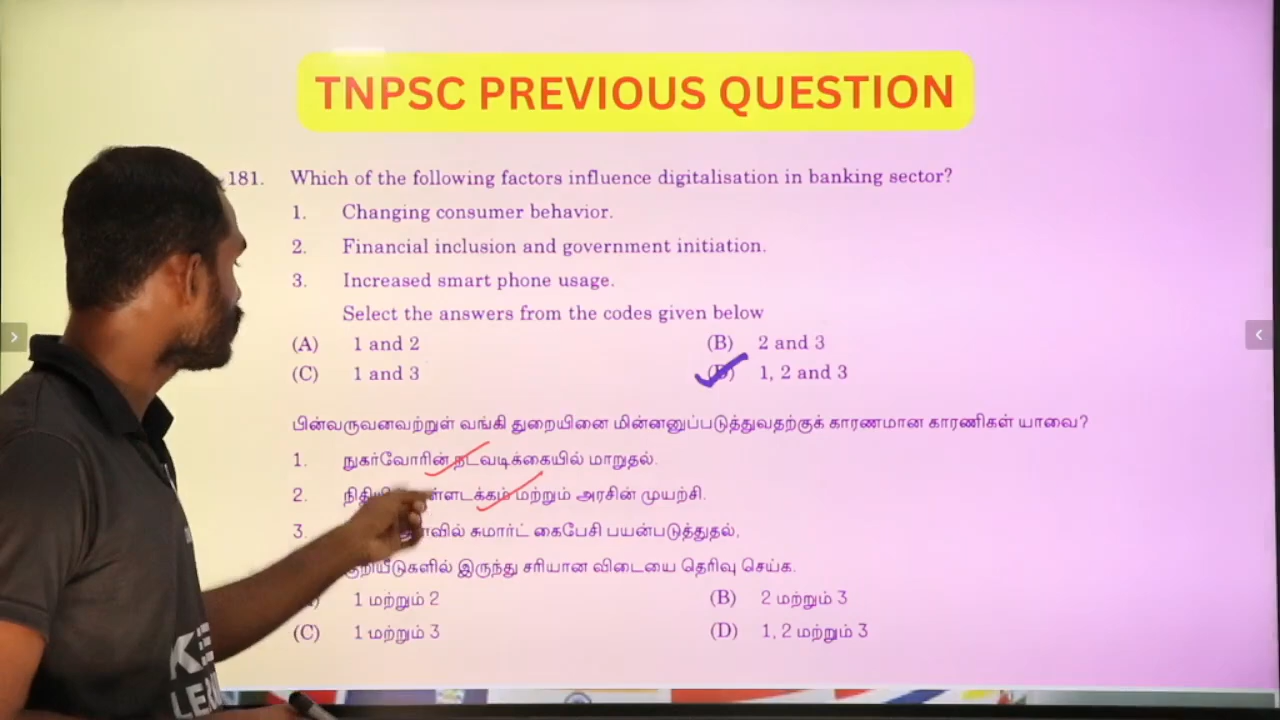 TNPSC PREVIOUS QUESTION
181. Which of the following factors influence digitalisation in banking sector?
1. Changing consumer behavior.
2. Financial inclusion and government initiation.
3. Increased smart phone usage.
Select the answers from the codes given below
(A) 1 and 2 (B) 2 and 3
(C) 1 and 3 (D) 1, 2 and 3
பின்வருவனவற்றுள் வங்கி துறையினை மின்னனுப்படுத்துவதற்குக் காரணமான காரணிகள் யாவை?
1. நுகர்வோரின் நடவடிக்கையில் மாறுதல்.
2. மற்றும் அரசின் முயற்சி.
3. சுமார்ட் கைபேசி பயன்படுத்துதல்,
இருந்து சரியான விடையை தெரிவு செய்க.
1 மற்றும் 2 (B) 2 மற்றும் 3
(C) 1 மற்றும் 3 (D) 1, 2 மற்றும் 3